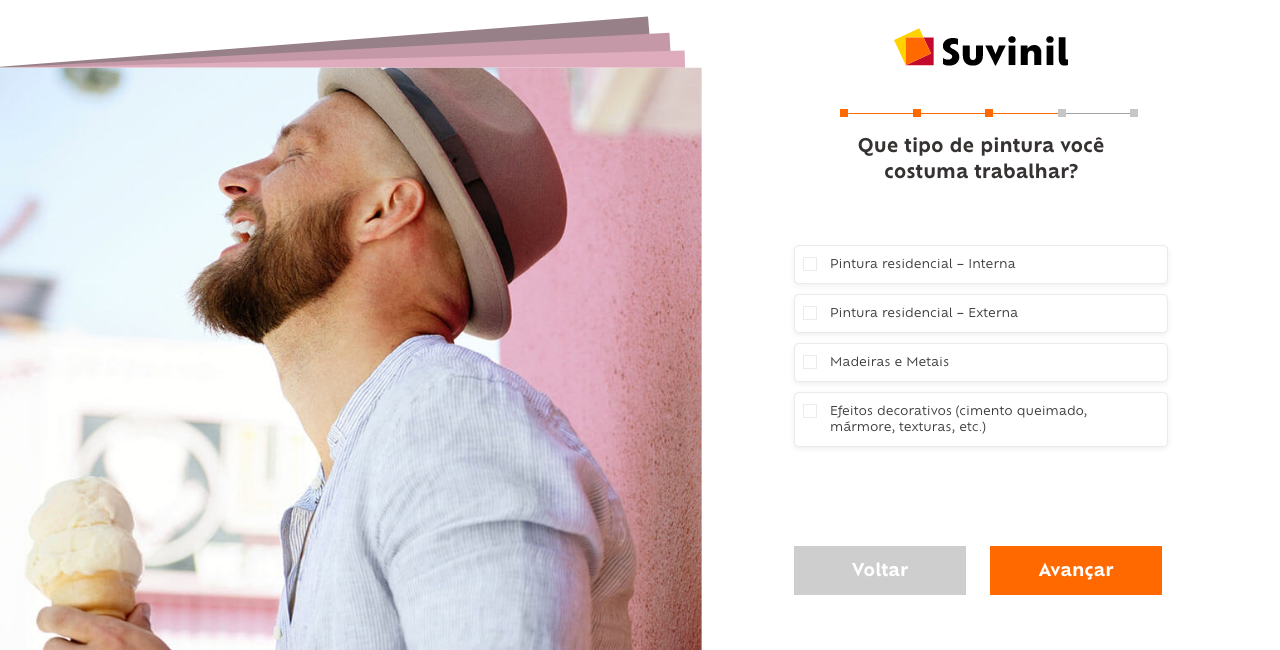 Suvinil
Que tipo de pintura você
costuma trabalhar?
Pintura residencial – Interna
Pintura residencial – Externa
Madeiras e Metais
Efeitos decorativos (cimento queimado,
mármore, texturas, etc.)
Voltar
Avançar